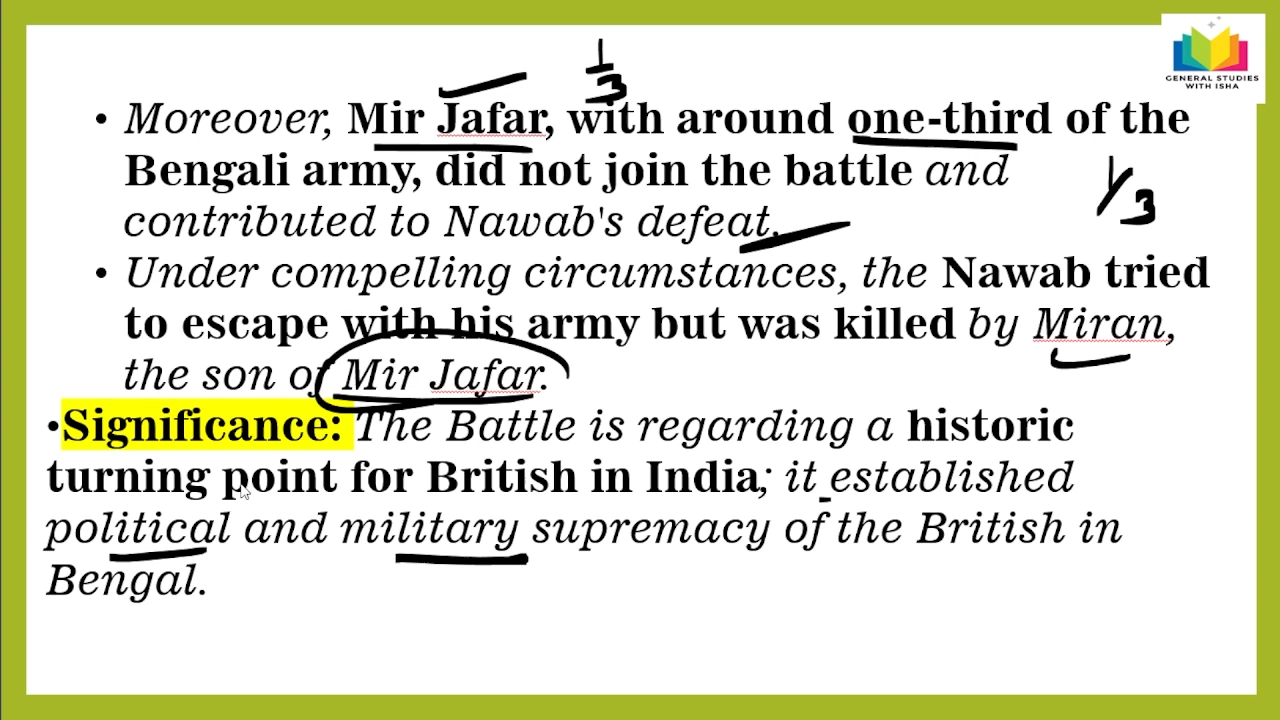 GENERAL STUDIES
WITH ISHA
1
3
• Moreover, Mir Jafar, with around one-third of the
Bengali army, did not join the battle and
contributed to Nawab's defeat.
1/3
• Under compelling circumstances, the Nawab tried
to escape with his army but was killed by Miran,
the son of Mir Jafar.
•Significance: The Battle is regarding a historic
turning point for British in India; it established
political and military supremacy of the British in
Bengal.